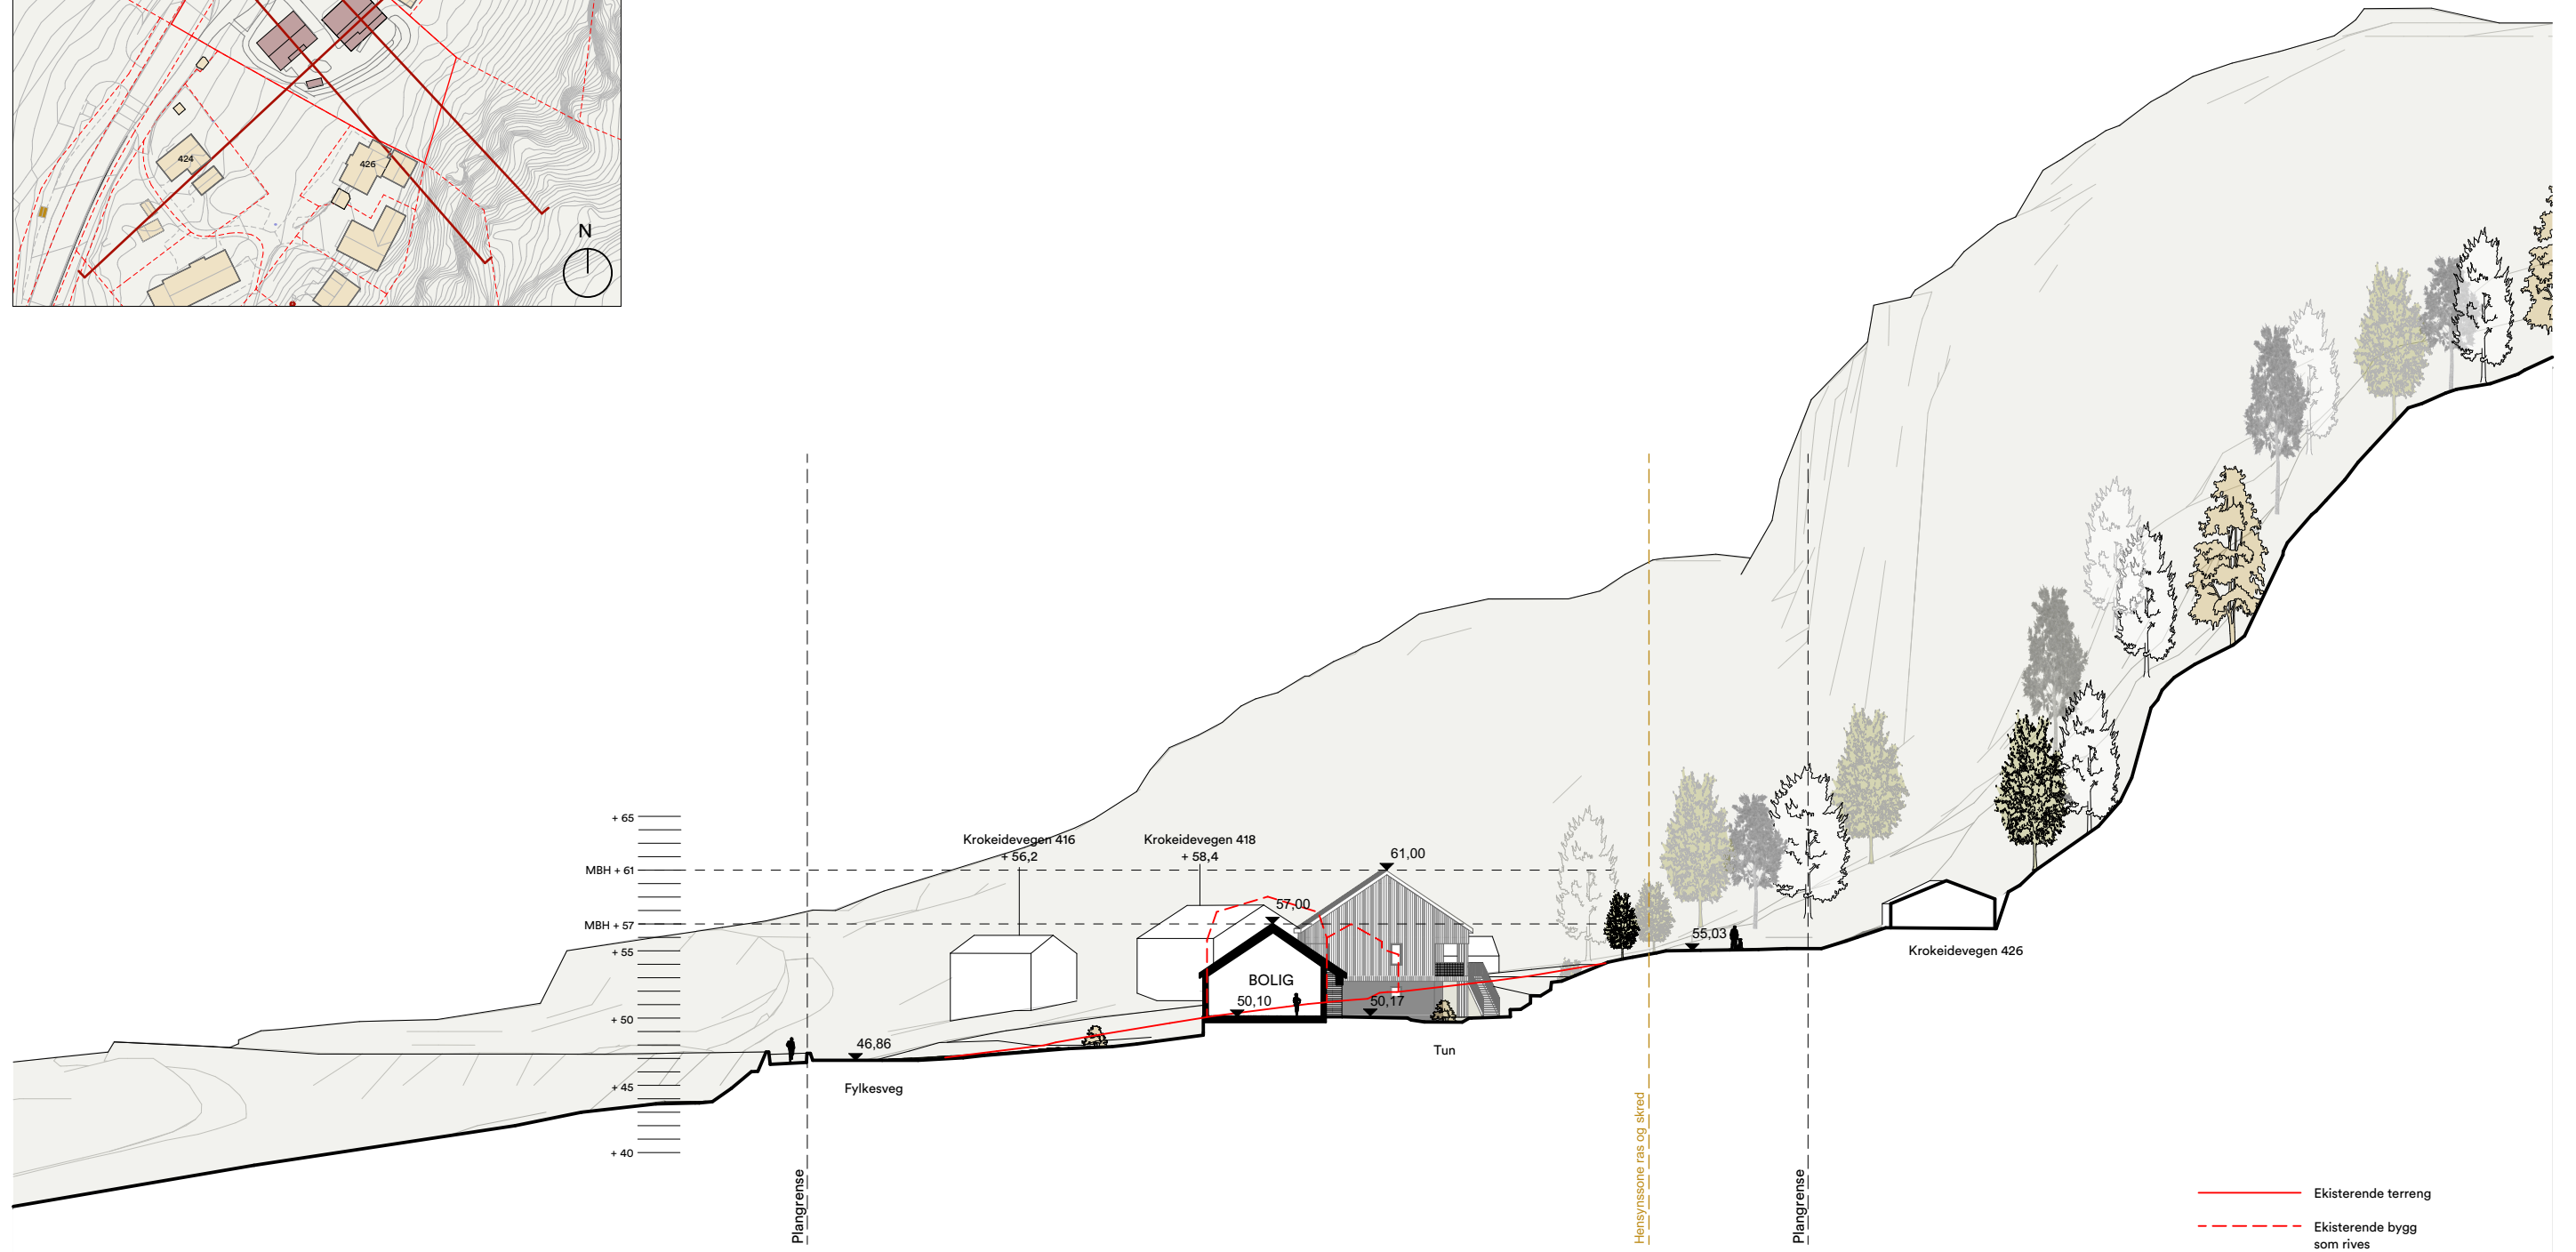 424
426
N
+ 65
Krokeidevegen 416
+ 56,2
Krokeidevegen 418
+ 58,4
61,00
MBH + 61
57,00
MBH + 57
55,03
+ 55
Krokeidevegen 426
BOLIG
50,10
50,17
+ 50
46,86
Tun
Fylkesveg
+ 45
+ 40
Plangrense
Hensynssone ras og skred
Plangrense
Ekisterende terreng
Ekisterende bygg
som rives